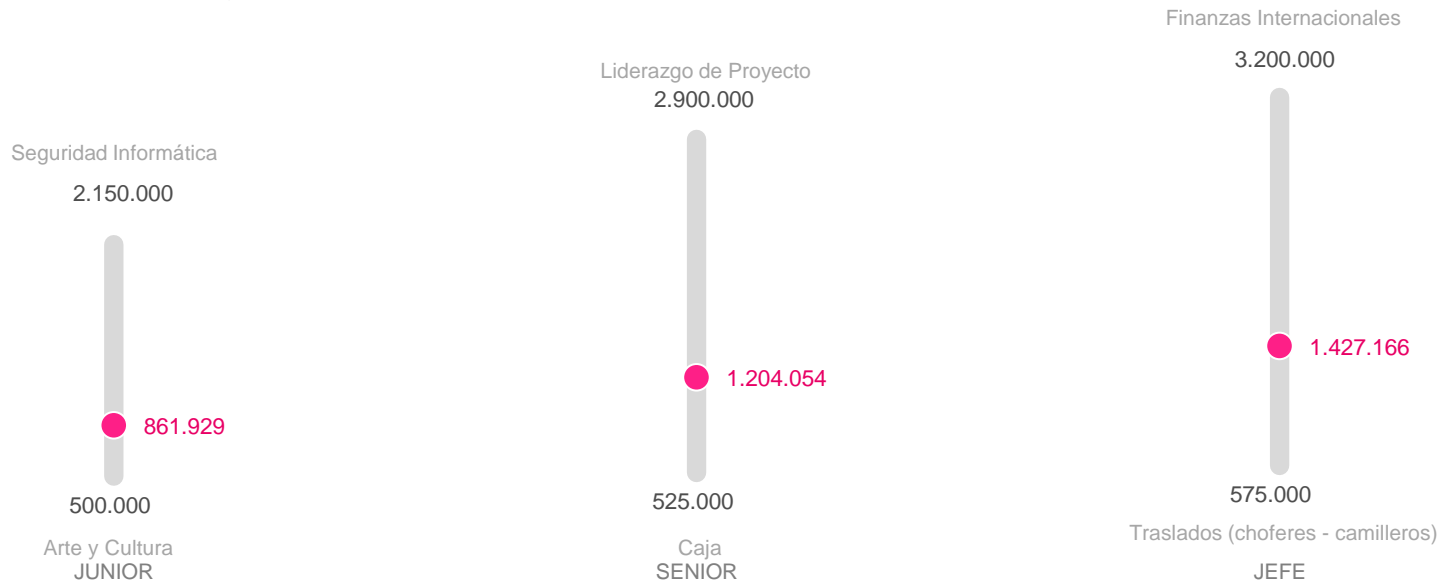 Seguridad Informática
2.150.000
861.929
500.000
Arte y Cultura
JUNIOR
Liderazgo de Proyecto
2.900.000
1.204.054
525.000
Caja
SENIOR
Finanzas Internacionales
3.200.000
1.427.166
575.000
Traslados (choferes - camilleros)
JEFE